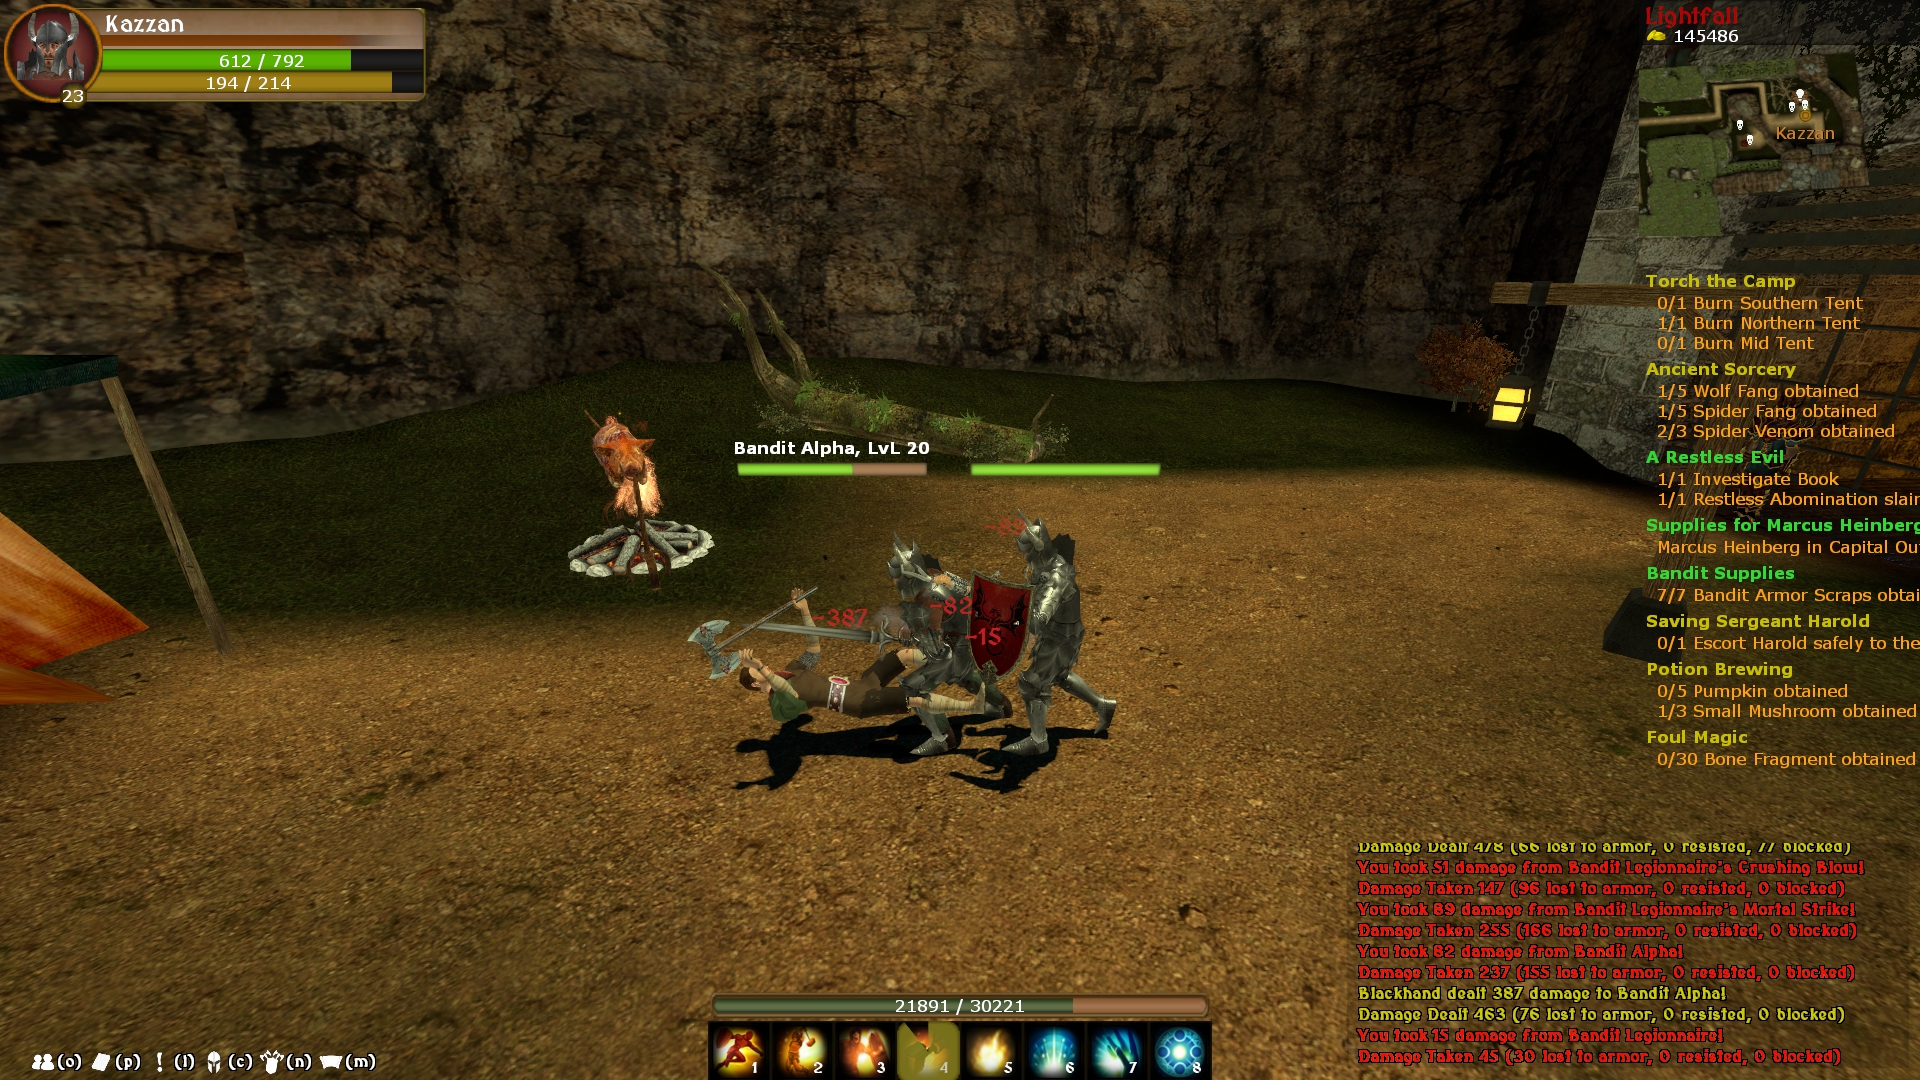 Kazzan
612 / 792
194 / 214
23
Lightfall
145486
Kazzan
Torch the Camp
0/1 Burn Southern Tent
1/1 Burn Northern Tent
0/1 Burn Mid Tent
Ancient Sorcery
1/5 Wolf Fang obtained
1/5 Spider Fang obtained
2/3 Spider Venom obtained
A Restless Evil
1/1 Investigate Book
1/1 Restless Abomination slain
Supplies for Marcus Heinberg
Marcus Heinberg in Capital Ou
Bandit Supplies
7/7 Bandit Armor Scraps obtai
Saving Sergeant Harold
0/1 Escort Harold safely to the
Potion Brewing
0/5 Pumpkin obtained
1/3 Small Mushroom obtained
Foul Magic
0/30 Bone Fragment obtained
Bandit Alpha, LvL 20
-89
-387
-82
-15
Damage Dealt 478 (66 lost to armor, 0 resisted, 77 blocked)
You took 51 damage from Bandit Legionnaire's Crushing Blow!
Damage Taken 147 (96 lost to armor, 0 resisted, 0 blocked)
You took 89 damage from Bandit Legionnaire's Mortal Strike!
Damage Taken 255 (166 lost to armor, 0 resisted, 0 blocked)
You took 82 damage from Bandit Alpha!
Damage Taken 237 (155 lost to armor, 0 resisted, 0 blocked)
Blackhand dealt 387 damage to Bandit Alpha!
Damage Dealt 463 (76 lost to armor, 0 resisted, 0 blocked)
You took 15 damage from Bandit Legionnaire!
Damage Taken 45 (30 lost to armor, 0 resisted, 0 blocked)
21891 / 30221
1 2 3 4 5 6 7 8
(o) (p) (l) (c) (n) (m)